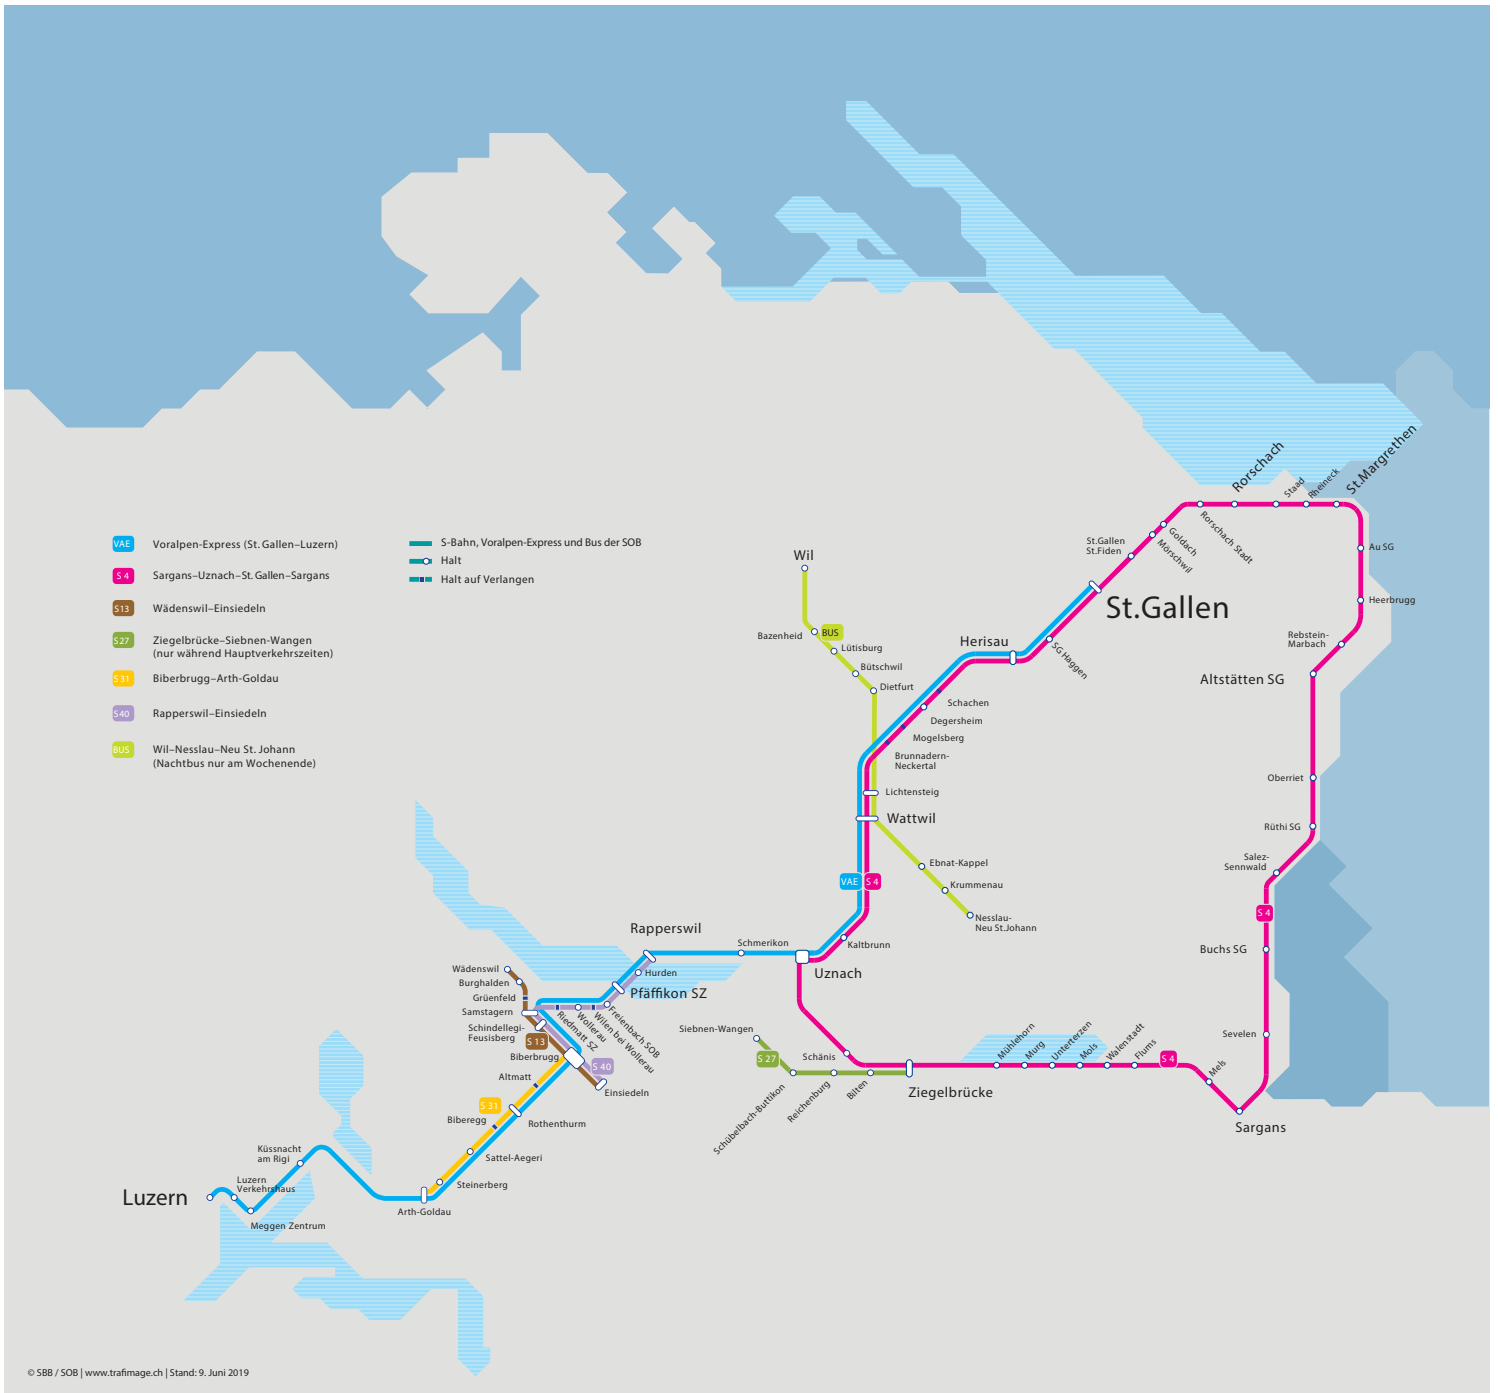 VAE Voralpen-Express (St. Gallen–Luzern)
S 4 Sargans–Uznach–St. Gallen–Sargans
S13 Wädenswil–Einsiedeln
S27 Ziegelbrücke–Siebnen-Wangen
(nur während Hauptverkehrszeiten)
S 31 Biberbrugg–Arth-Goldau
S40 Rapperswil–Einsiedeln
BUS Wil–Nesslau–Neu St. Johann
(Nachtbus nur am Wochenende)
S-Bahn, Voralpen-Express und Bus der SOB
Halt
Halt auf Verlangen
Wil
Bazenheid
BUS
Lütisburg
Bütschwil
Dietfurt
Rorschach
Staad
Rheineck
St.Margrethen
Rorschach Stadt
Goldach
Mörschwil
St.Gallen
St.Fiden
St.Gallen
Au SG
Heerbrugg
Rebstein-
Marbach
Altstätten SG
Oberriet
Rüthi SG
Salez-
Sennwald
S 4
Buchs SG
Sevelen
Sargans
Mels
S 4
Flums
Walenstadt
Mols
Unterterzen
Murg
Mühlehorn
Herisau
SG Haggen
Schachen
Degersheim
Mogelsberg
Brunnadern-
Neckertal
Lichtensteig
Wattwil
Ebnat-Kappel
Krummenau
Nesslau-
Neu St.Johann
VAE
S 4
Kaltbrunn
Uznach
Schmerikon
Rapperswil
Hurden
Pfäffikon SZ
Freienbach SOB
Wilen bei Wollerau
Wollerau
Riedmatt SZ
Wädenswil
Burghalden
Grüenfeld
Samstagern
Schindellegi-
Feusisberg
S 13
Biberbrugg
S 40
Einsiedeln
Altmatt
S 31
Biberegg
Rothenthurm
Sattel-Aegeri
Steinerberg
Arth-Goldau
Küssnacht
am Rigi
Luzern
Verkehrshaus
Luzern
Meggen Zentrum
Siebnen-Wangen
S 27
Schänis
Schübelbach-Buttikon
Reichenburg
Bilten
Ziegelbrücke
© SBB / SOB | www.trafimage.ch | Stand: 9. Juni 2019